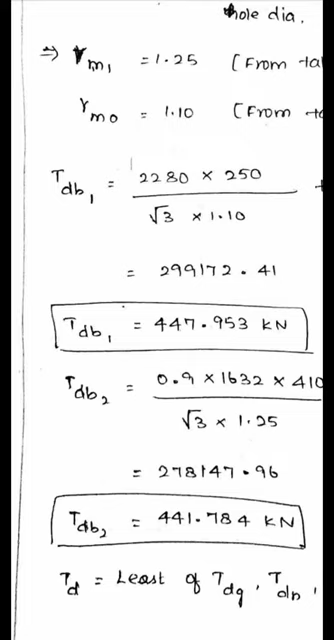 hole dia.
⇒ γm1 = 1.25 [From
γmo = 1.10 [From
Tdb1 = 2280 × 250 / √3 × 1.10 +
= 299172.41
Tdb1 = 447.953 kN
Tdb2 = 0.9 × 1632 × 410 / √3 × 1.25
= 278147.96
Tdb2 = 441.784 kN
Td = Least of Tdg, Tdn,